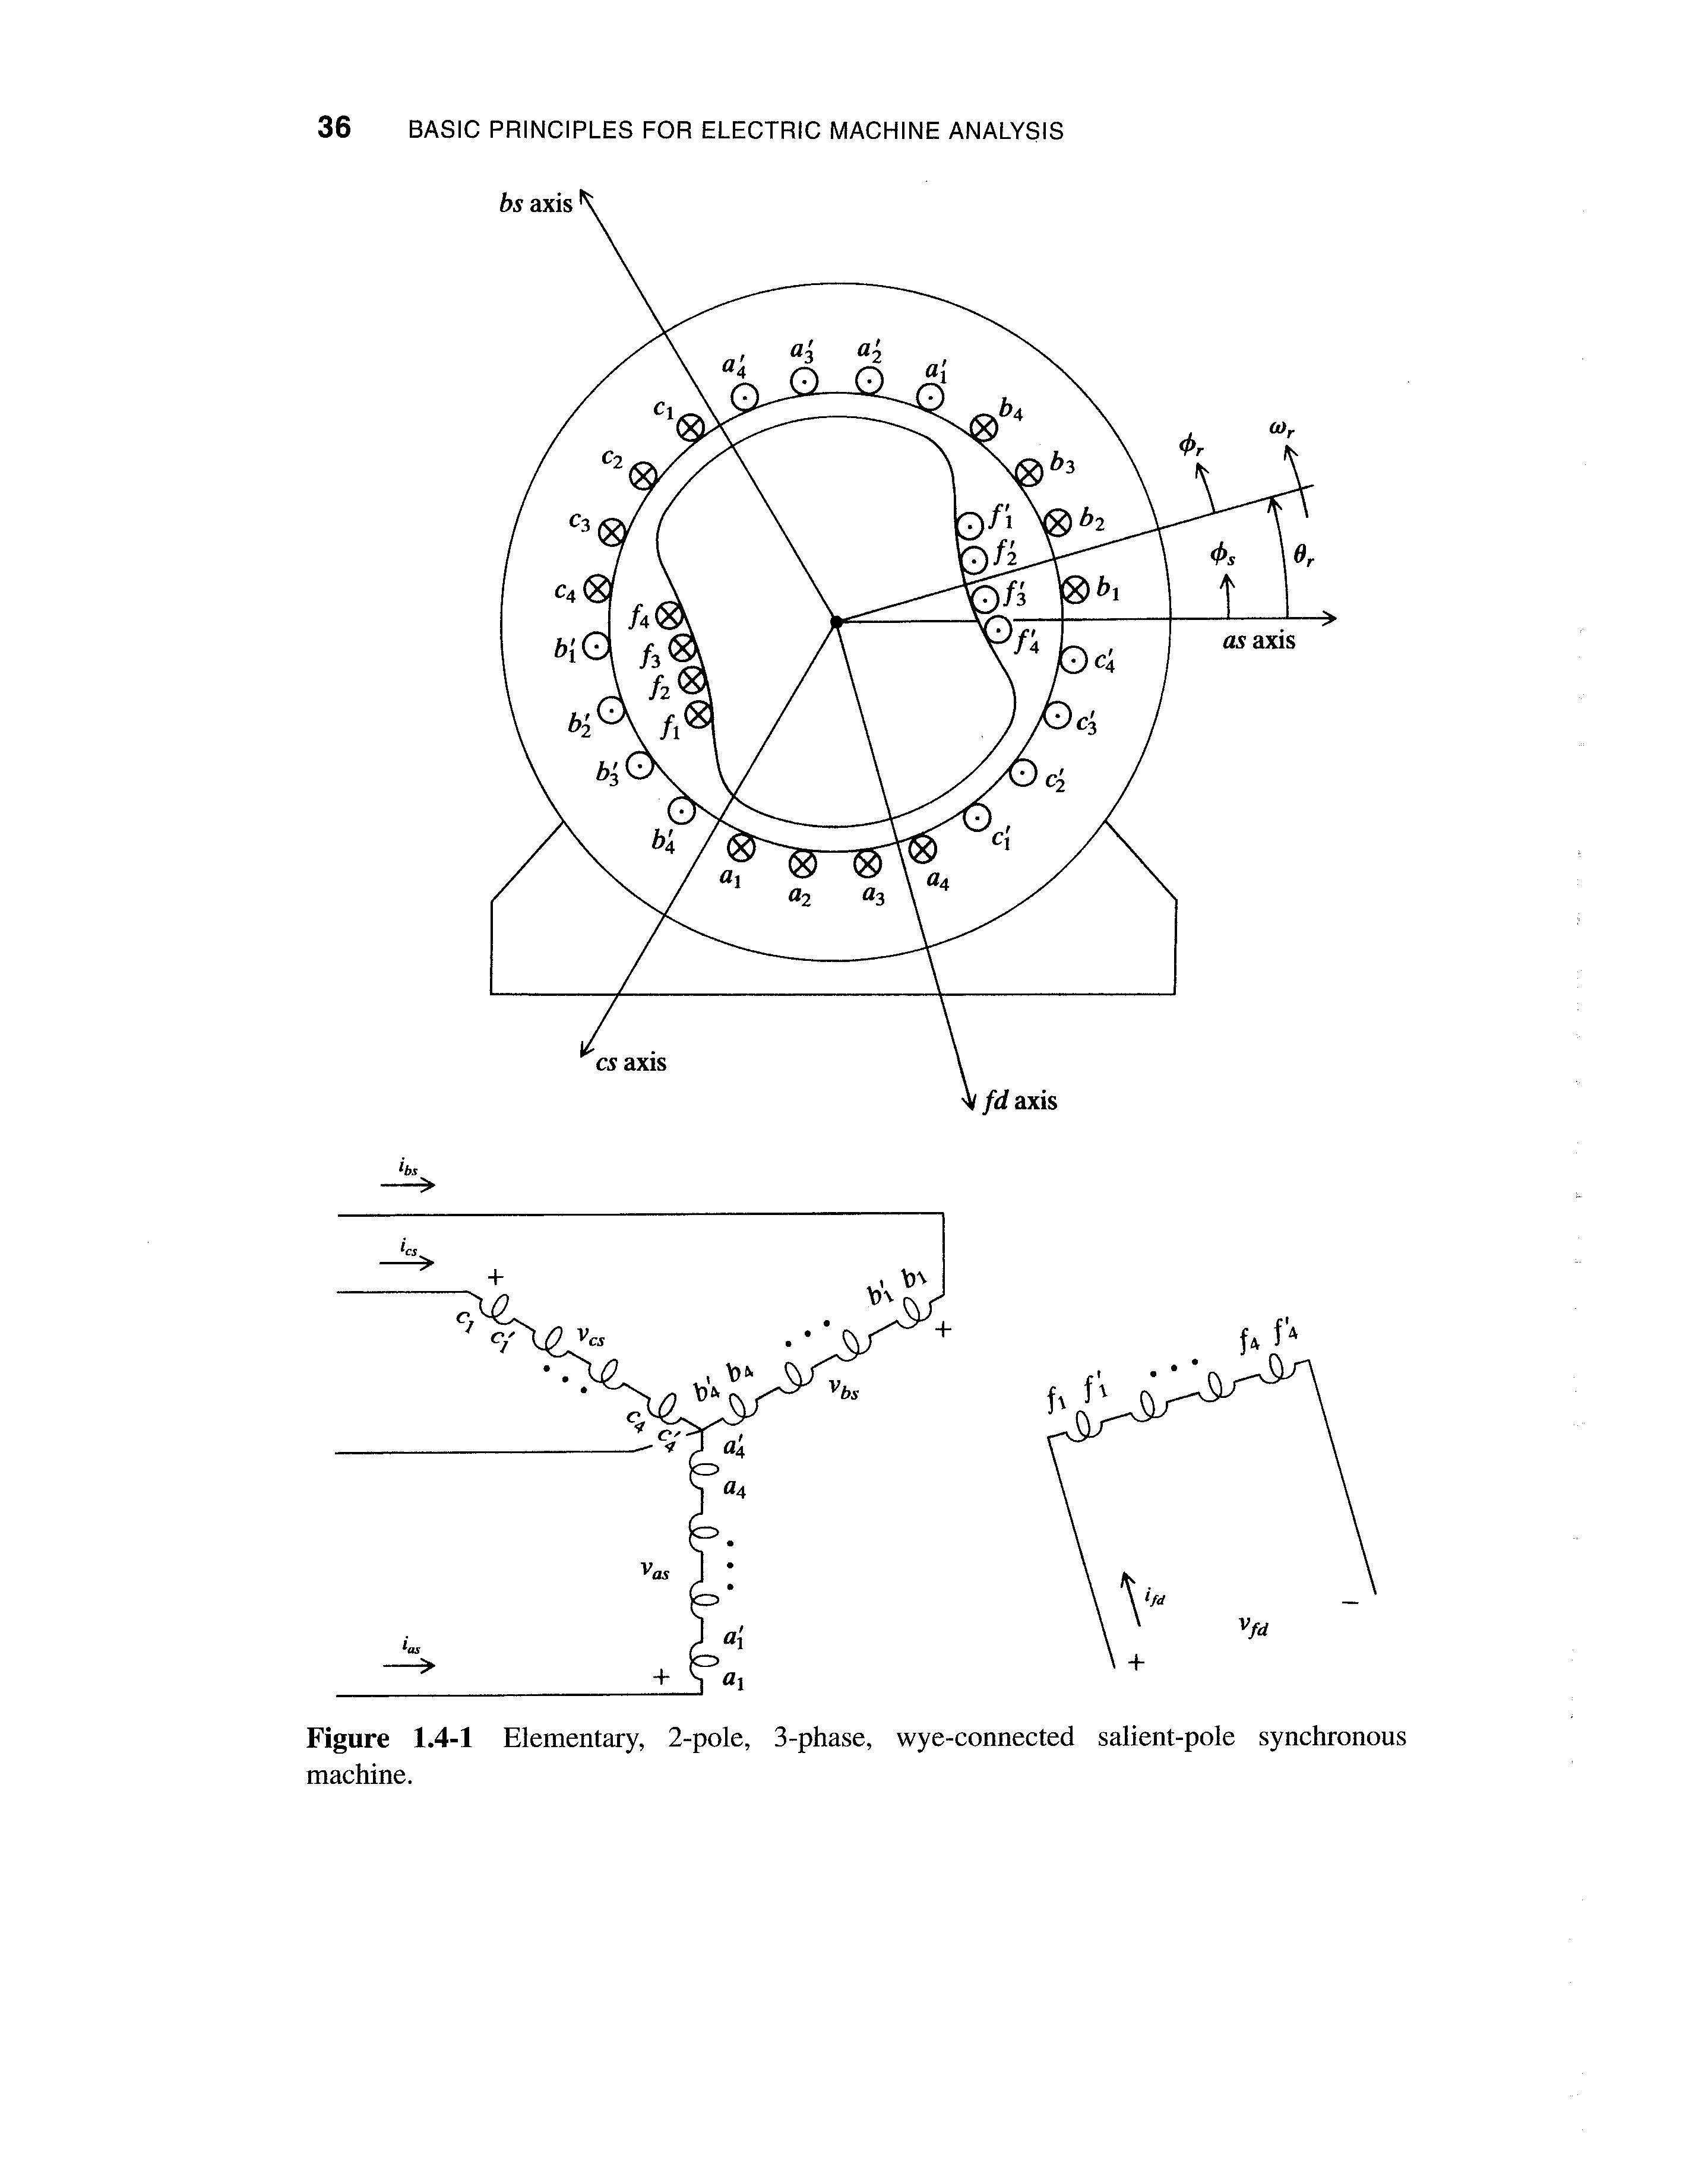 36 BASIC PRINCIPLES FOR ELECTRIC MACHINE ANALYSIS
bs axis
a′4 a′3 a′2 a′1
c1 b4
c2 b3
c3 b2
c4 b1
f′1
f′2
f′3
f′4
ϕr ωr
ϕs θr
as axis
f4
f3
f2
f1
b′1 c′4
b′2 c′3
b′3 c′2
b′4 c′1
a1 a2 a3 a4
cs axis
fd axis
ibs
ics
+
c1 c′1 vcs
b′1 b1
+
b′4 b4 vbs
c4 c′4
a′4
a4
vas
a′1
ias
+ a1
f1 f′1 f4 f′4
ifd
vfd
+ −
Figure 1.4-1 Elementary, 2-pole, 3-phase, wye-connected salient-pole synchronous
machine.